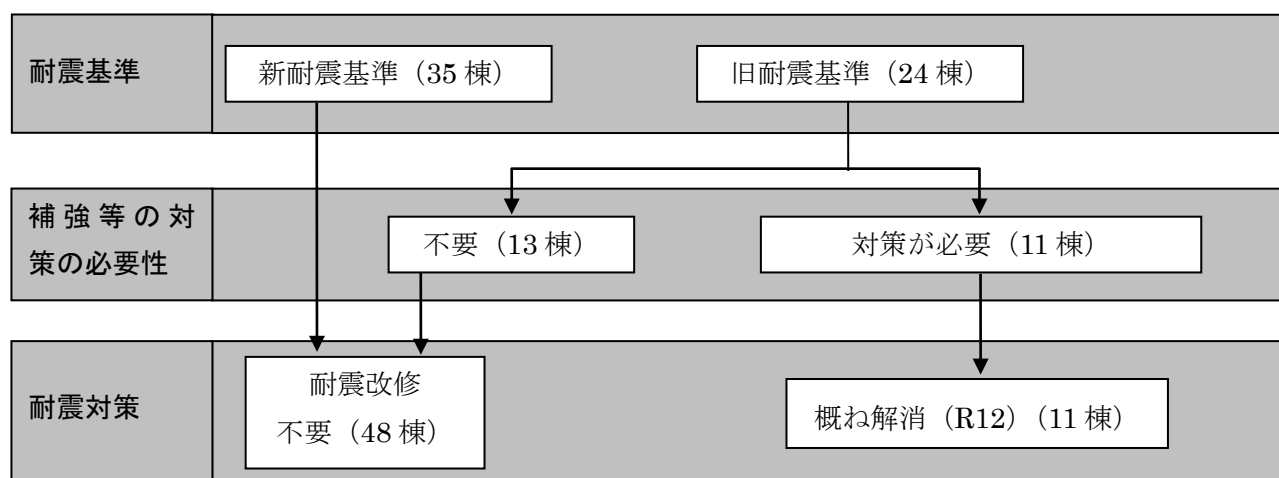 耐震基準
新耐震基準（35 棟）
旧耐震基準（24 棟）
補強等の対
策の必要性
不要（13 棟）
対策が必要（11 棟）
耐震対策
耐震改修
不要（48 棟）
概ね解消（R12）（11 棟）